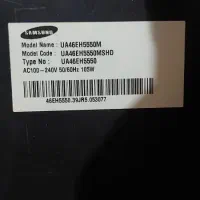 SAMSUNG
Model Name : UA46EH5550M
Model Code : UA46EH5550MSHD
Type No : UA46EH5550
AC100-240V 50/60Hz 105W
46EH5550.39JR5.053077